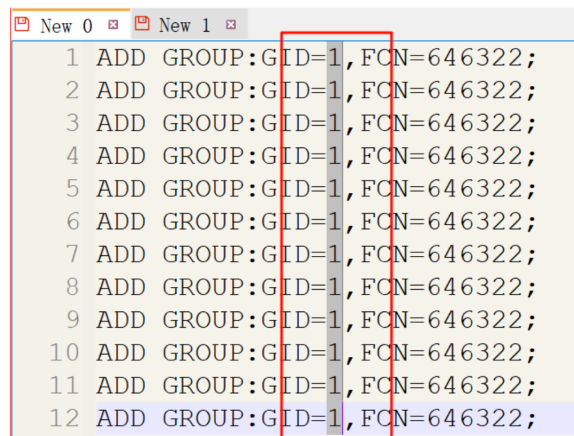 New 0 New 1
1 ADD GROUP:GID=1,FCN=646322;
2 ADD GROUP:GID=1,FCN=646322;
3 ADD GROUP:GID=1,FCN=646322;
4 ADD GROUP:GID=1,FCN=646322;
5 ADD GROUP:GID=1,FCN=646322;
6 ADD GROUP:GID=1,FCN=646322;
7 ADD GROUP:GID=1,FCN=646322;
8 ADD GROUP:GID=1,FCN=646322;
9 ADD GROUP:GID=1,FCN=646322;
10 ADD GROUP:GID=1,FCN=646322;
11 ADD GROUP:GID=1,FCN=646322;
12 ADD GROUP:GID=1,FCN=646322;